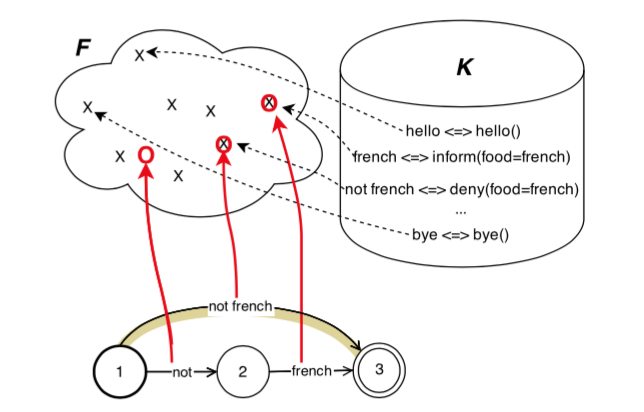 F
K
X
X
X
X
X
X
X
X
O
O
O
hello <=> hello()
french <=> inform(food=french)
not french <=> deny(food=french)
...
bye <=> bye()
not french
1
not
2
french
3